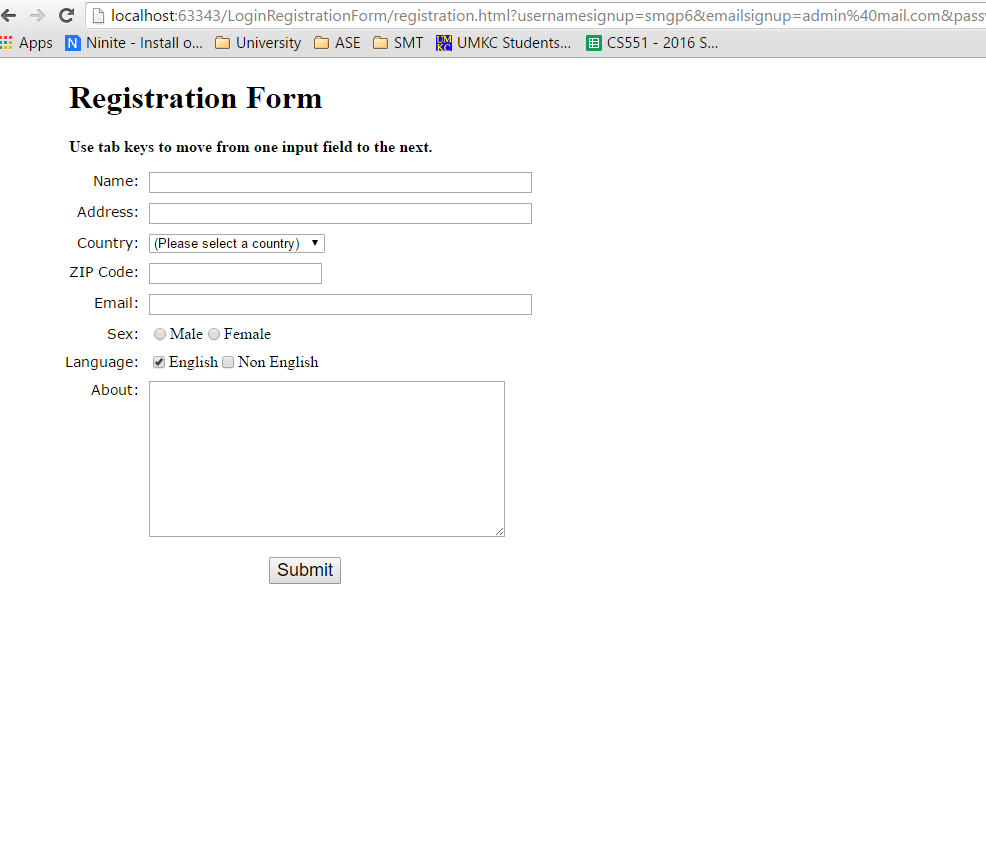 localhost:63343/LoginRegistrationForm/registration.html?usernamesignup=smgp6&emailsignup=admin%40mail.com&pass
Apps N Ninite - Install o... University ASE SMT UMKC UMKC Students... CS551 - 2016 S...
Registration Form
Use tab keys to move from one input field to the next.
Name:
Address:
Country: (Please select a country)
ZIP Code:
Email:
Sex: Male Female
Language: English Non English
About:
Submit